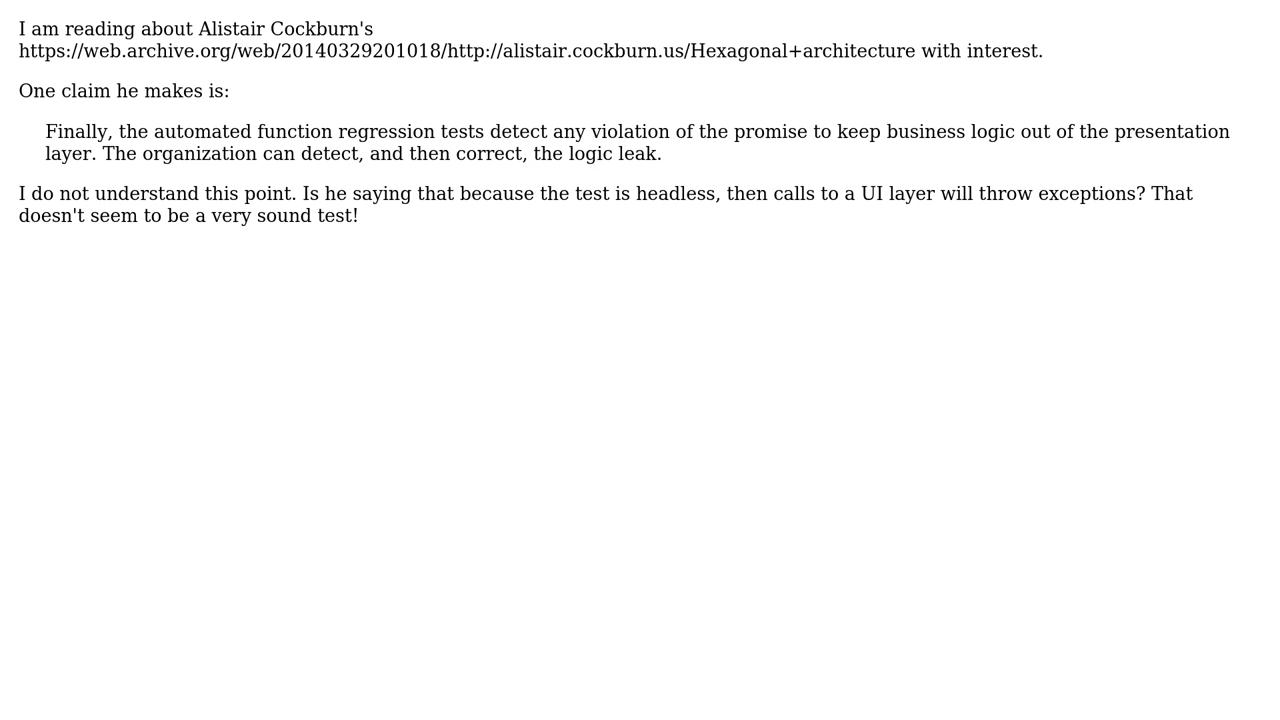 I am reading about Alistair Cockburn's
https://web.archive.org/web/20140329201018/http://alistair.cockburn.us/Hexagonal+architecture with interest.
One claim he makes is:
Finally, the automated function regression tests detect any violation of the promise to keep business logic out of the presentation
layer. The organization can detect, and then correct, the logic leak.
I do not understand this point. Is he saying that because the test is headless, then calls to a UI layer will throw exceptions? That
doesn't seem to be a very sound test!